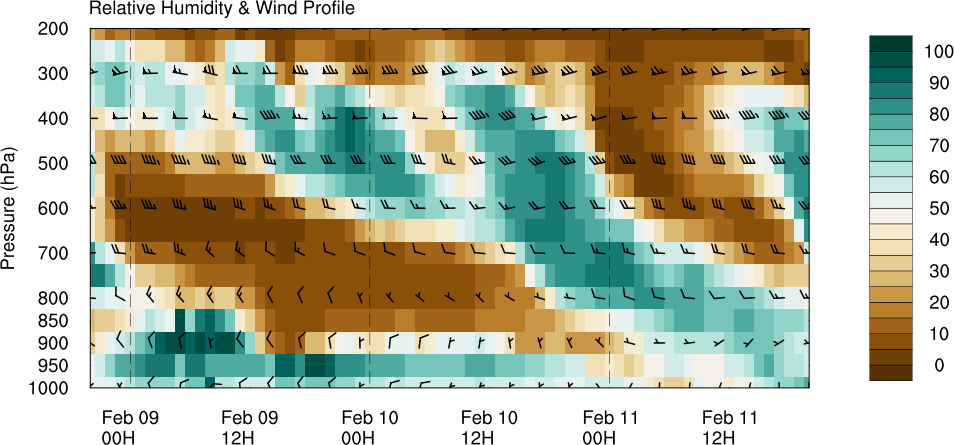 Relative Humidity & Wind Profile
Pressure (hPa)
200
300
400
500
600
700
800
850
900
950
1000
Feb 09 00H
Feb 09 12H
Feb 10 00H
Feb 10 12H
Feb 11 00H
Feb 11 12H
100
90
80
70
60
50
40
30
20
10
0